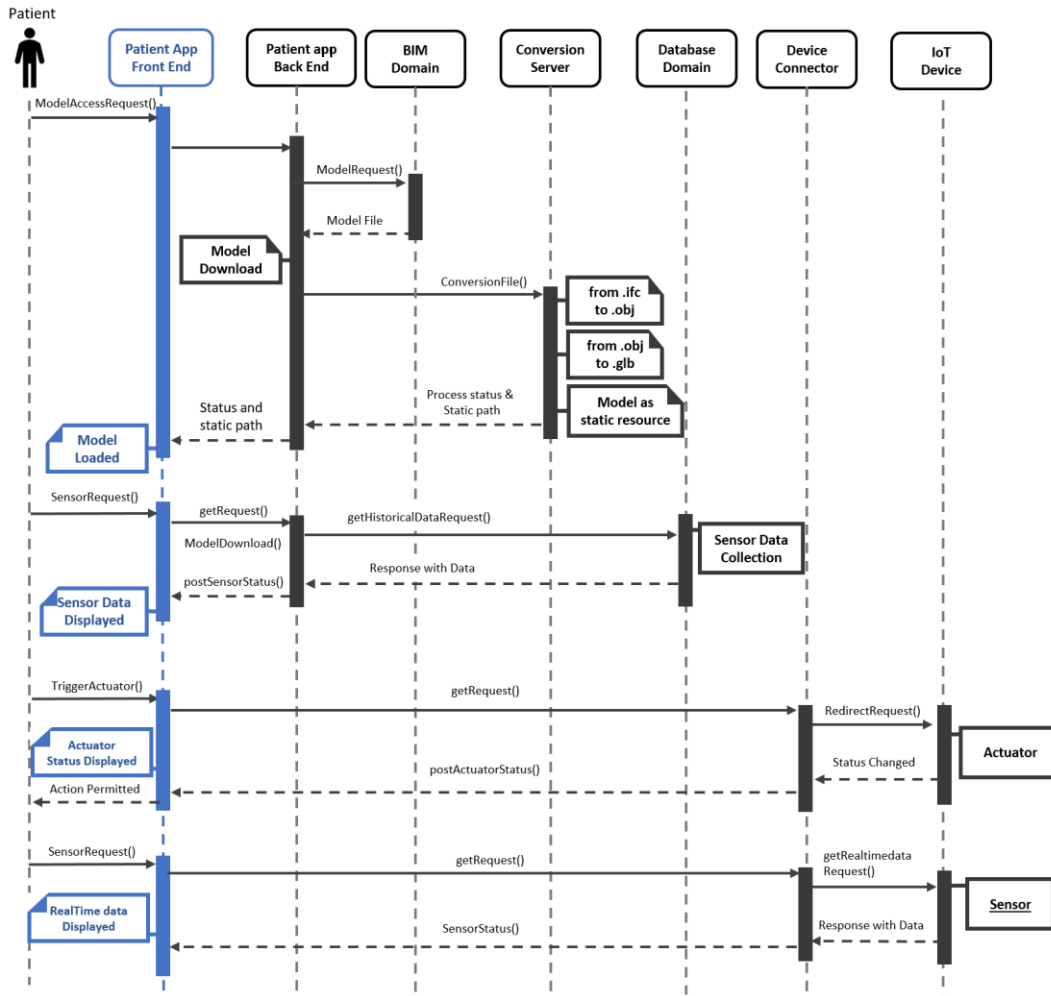 Patient
Patient App
Front End
Patient app
Back End
BIM
Domain
Conversion
Server
Database
Domain
Device
Connector
IoT
Device
ModelAccessRequest()
ModelRequest()
Model File
Model
Download
ConversionFile()
from .ifc
to .obj
from .obj
to .glb
Process status &
Static path
Model as
static resource
Status and
static path
Model
Loaded
SensorRequest()
getRequest()
getHistoricalDataRequest()
ModelDownload()
Sensor Data
Collection
Response with Data
postSensorStatus()
Sensor Data
Displayed
TriggerActuator()
getRequest()
RedirectRequest()
Actuator
Status Displayed
Actuator
Status Changed
postActuatorStatus()
Action Permitted
SensorRequest()
getRequest()
getRealtimedata
Request()
RealTime data
Displayed
Sensor
SensorStatus()
Response with Data